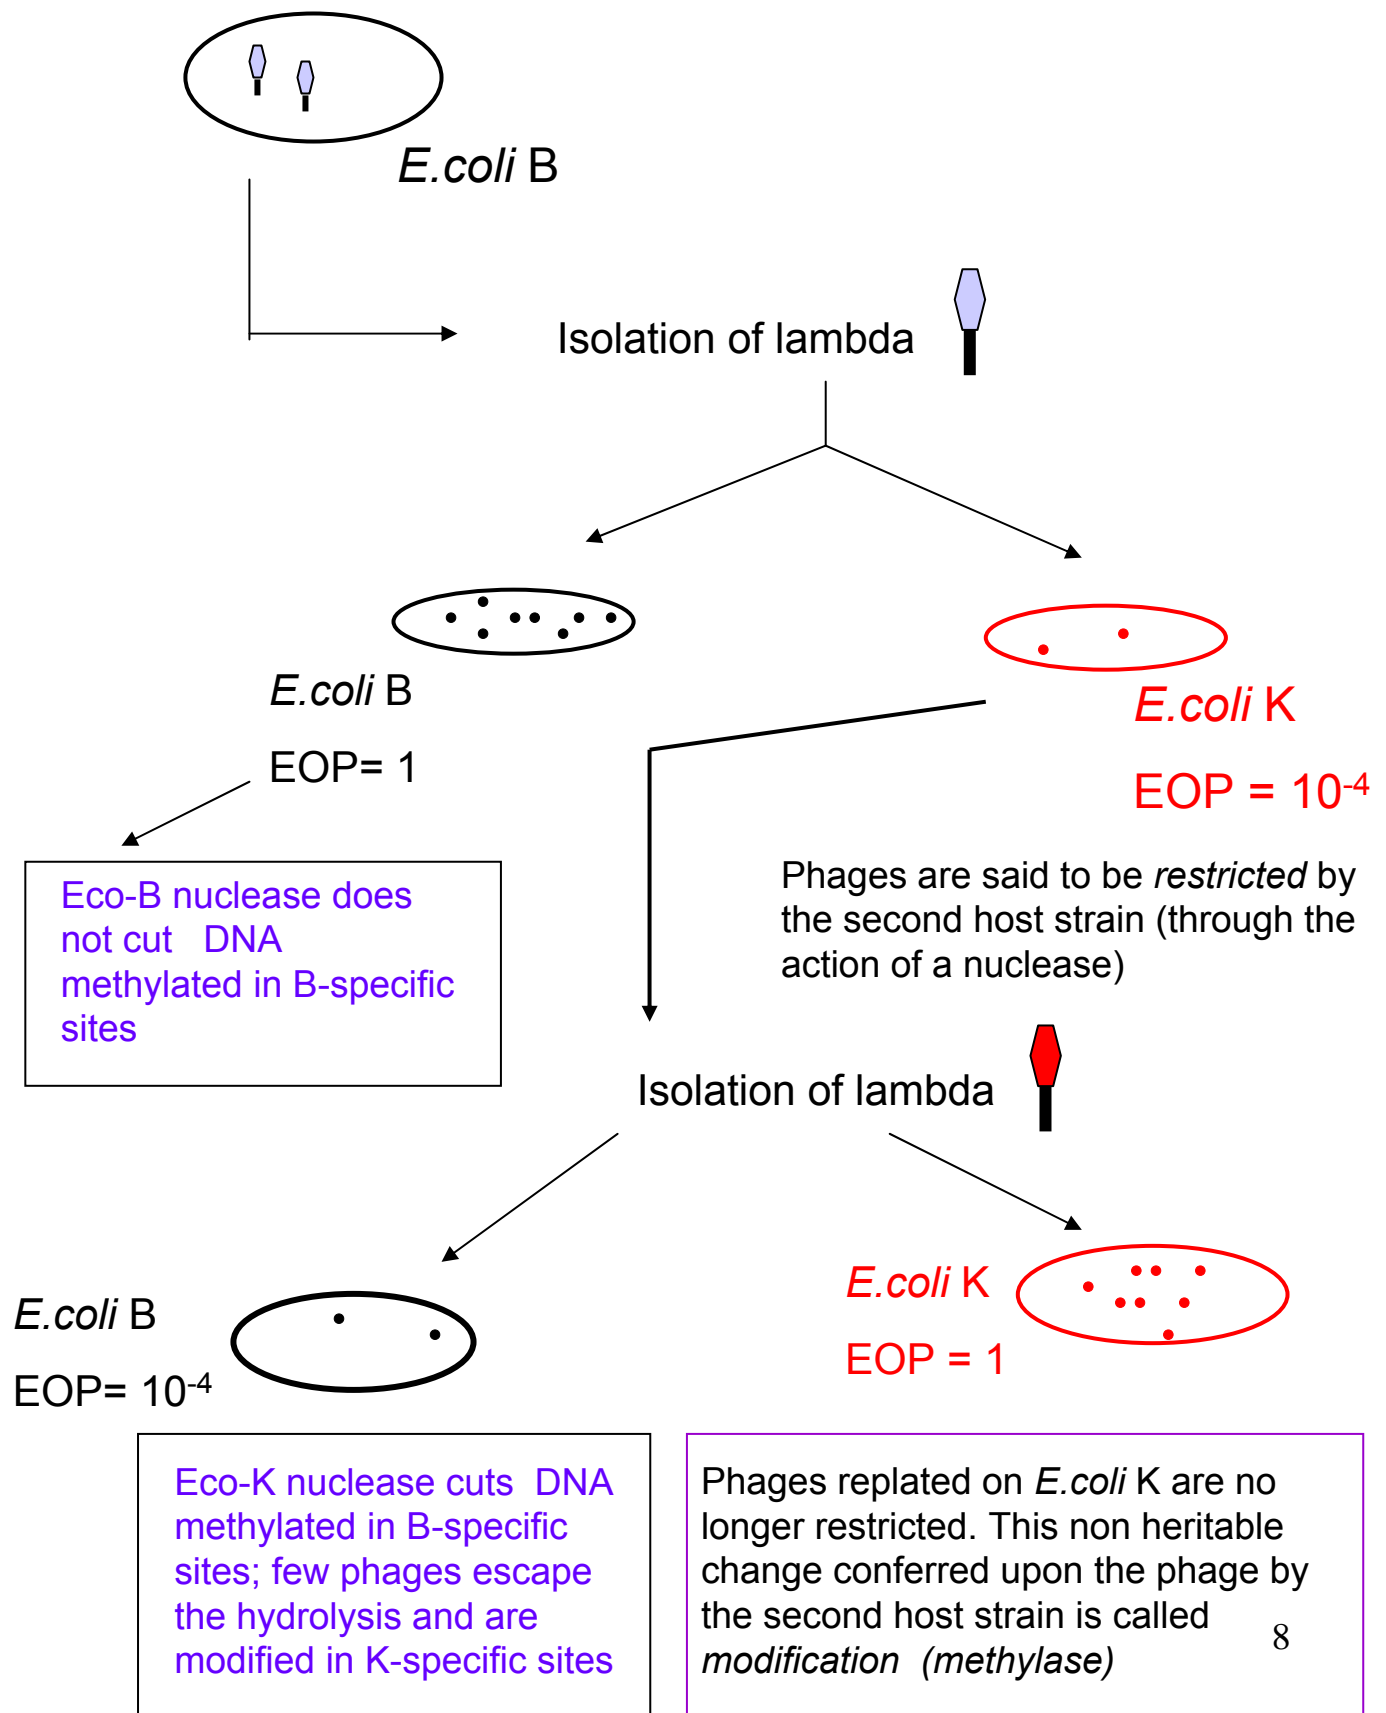 E.coli B
Isolation of lambda
E.coli B
EOP= 1
E.coli K
EOP = 10⁻⁴
Eco-B nuclease does
not cut   DNA
methylated in B-specific
sites
Phages are said to be restricted by
the second host strain (through the
action of a nuclease)
Isolation of lambda
E.coli B
EOP= 10⁻⁴
E.coli K
EOP = 1
Eco-K nuclease cuts  DNA
methylated in B-specific
sites; few phages escape
the hydrolysis and are
modified in K-specific sites
Phages replated on E.coli K are no
longer restricted. This non heritable
change conferred upon the phage by
the second host strain is called
modification  (methylase)
8